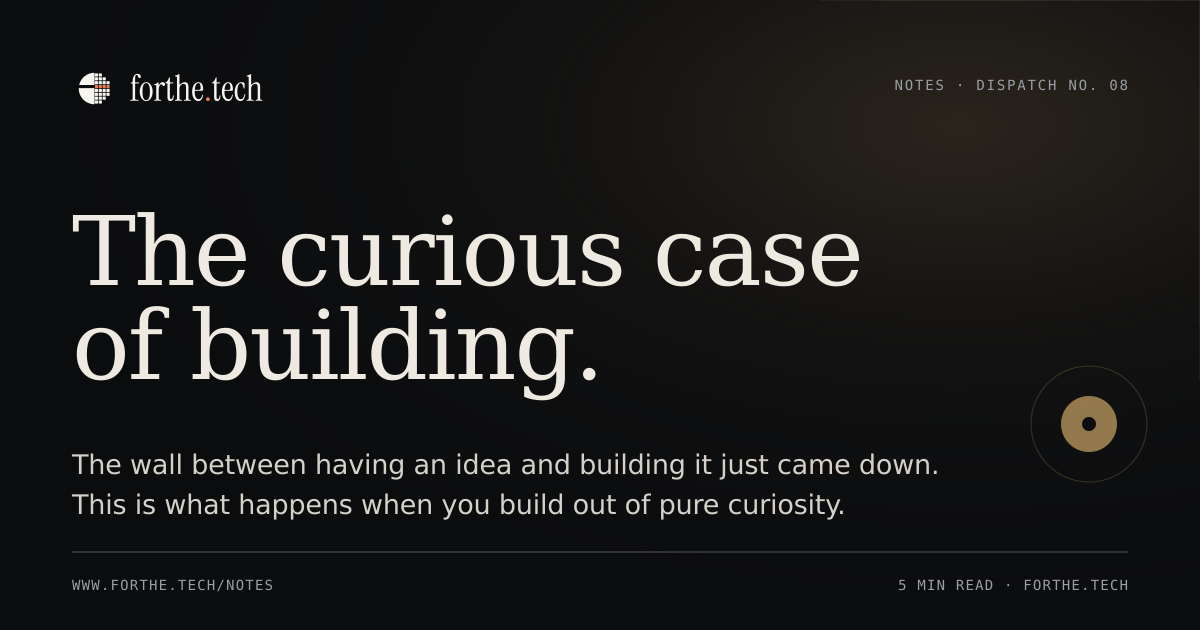 forthe.tech
NOTES · DISPATCH NO. 08
The curious case
of building.
The wall between having an idea and building it just came down.
This is what happens when you build out of pure curiosity.
WWW.FORTHE.TECH/NOTES
5 MIN READ · FORTHE.TECH